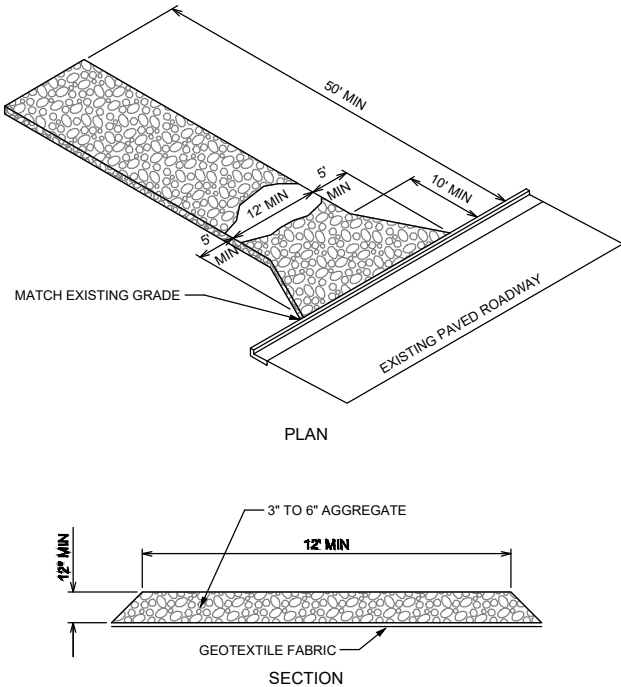 50' MIN
5'
MIN
12' MIN
10' MIN
5'
MIN
MATCH EXISTING GRADE
EXISTING PAVED ROADWAY
PLAN
3" TO 6" AGGREGATE
12' MIN
12" MIN
GEOTEXTILE FABRIC
SECTION